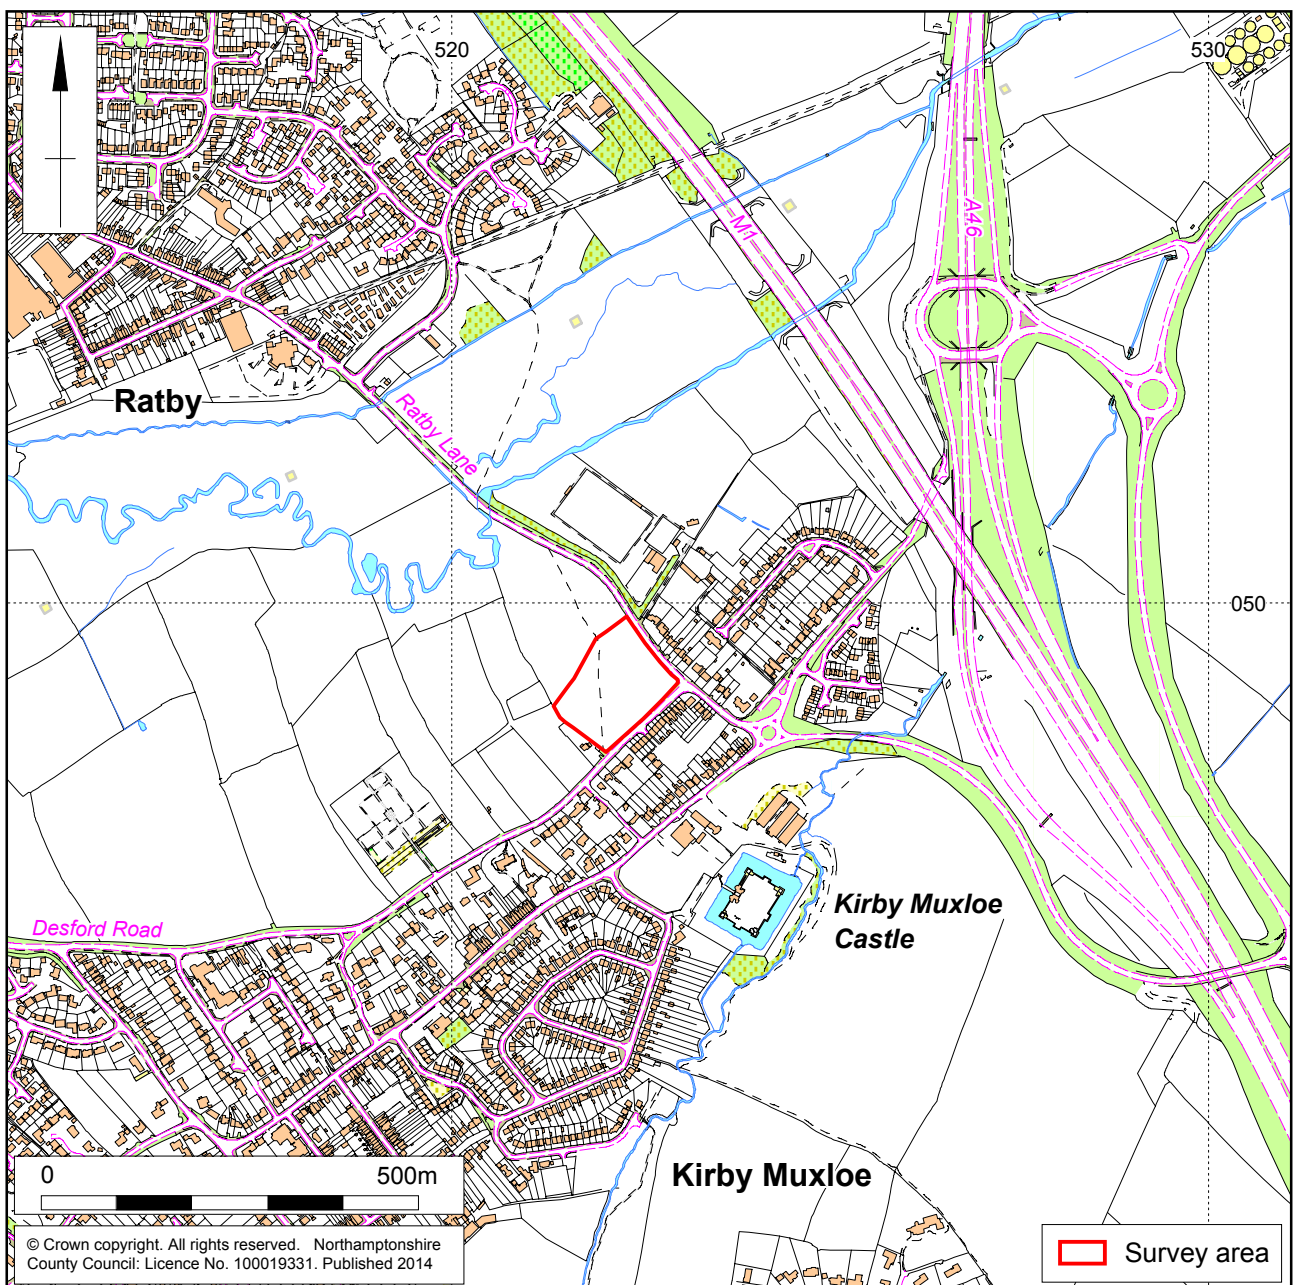 520
530
M1
A46
Ratby
Ratby Lane
050
Kirby Muxloe
Castle
Desford Road
Kirby Muxloe
0 500m
© Crown copyright. All rights reserved. Northamptonshire
County Council: Licence No. 100019331. Published 2014
Survey area